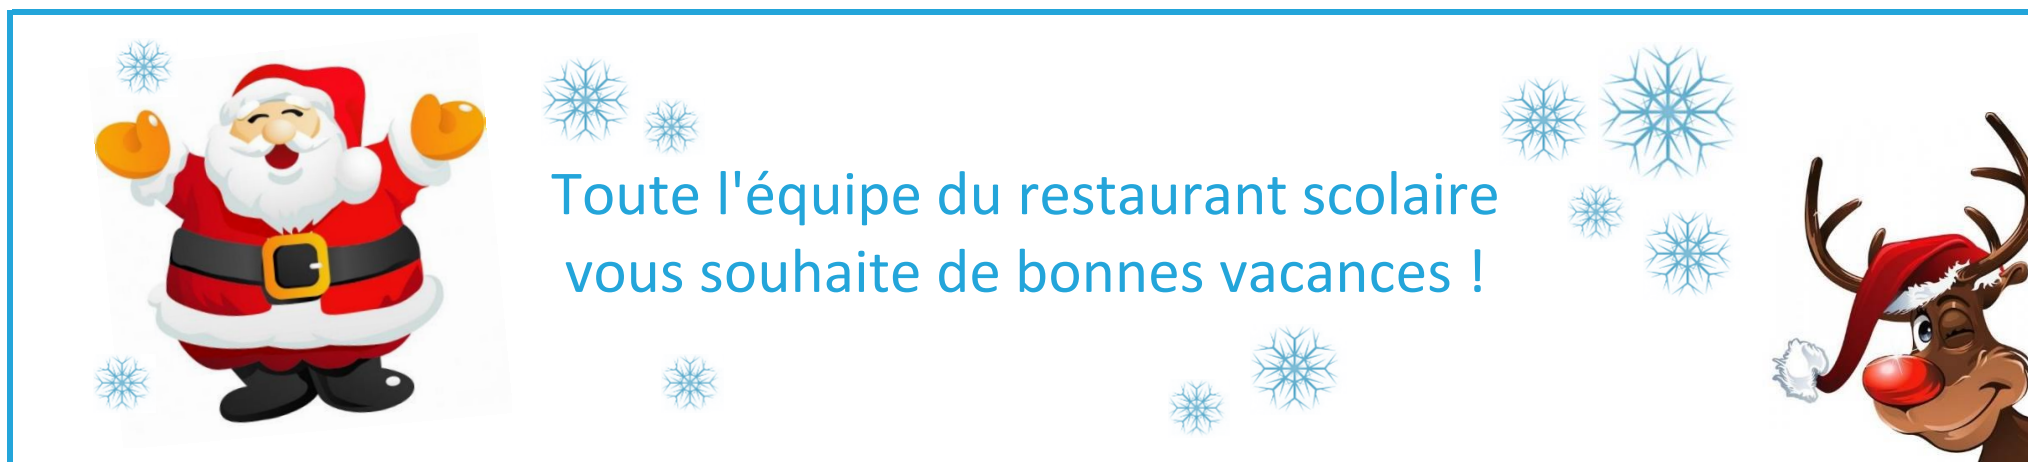 Toute l'équipe du restaurant scolaire
vous souhaite de bonnes vacances !